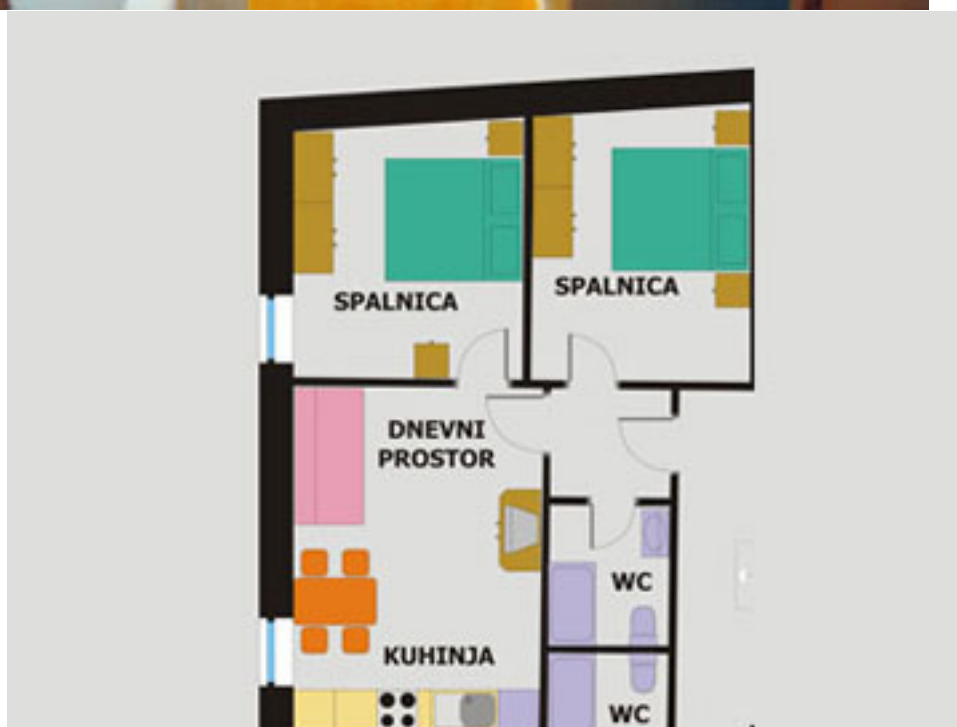 SPALNICA
SPALNICA
DNEVNI
PROSTOR
WC
KUHINJA
WC